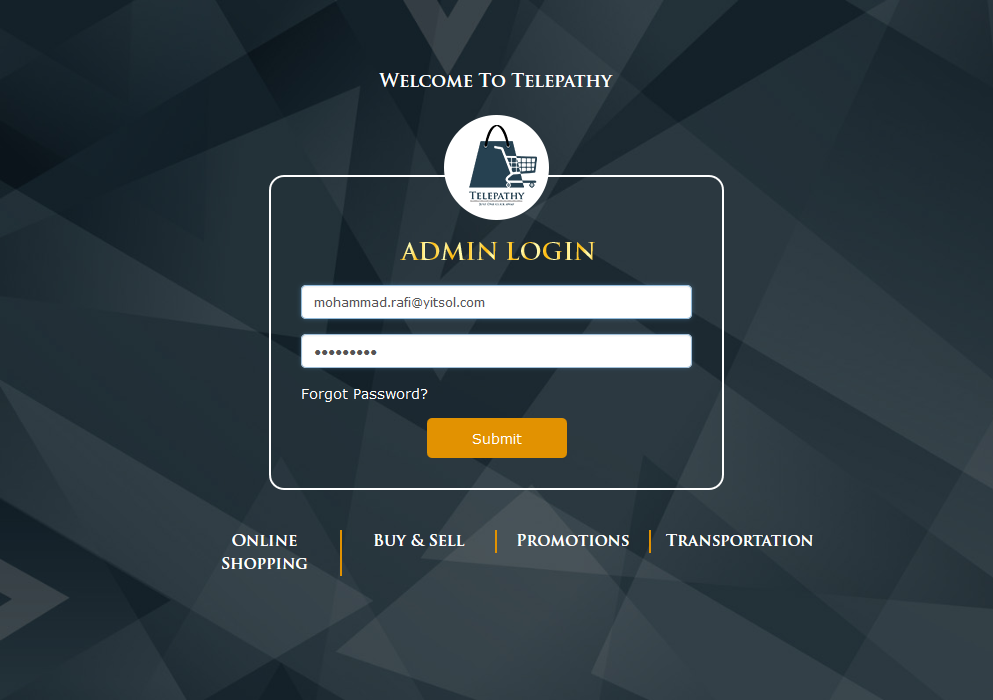 Welcome To Telepathy
Telepathy
ADMIN LOGIN
mohammad.rafi@yitsol.com
•••••••••
Forgot Password?
Submit
Online
Shopping
Buy & Sell
Promotions
Transportation